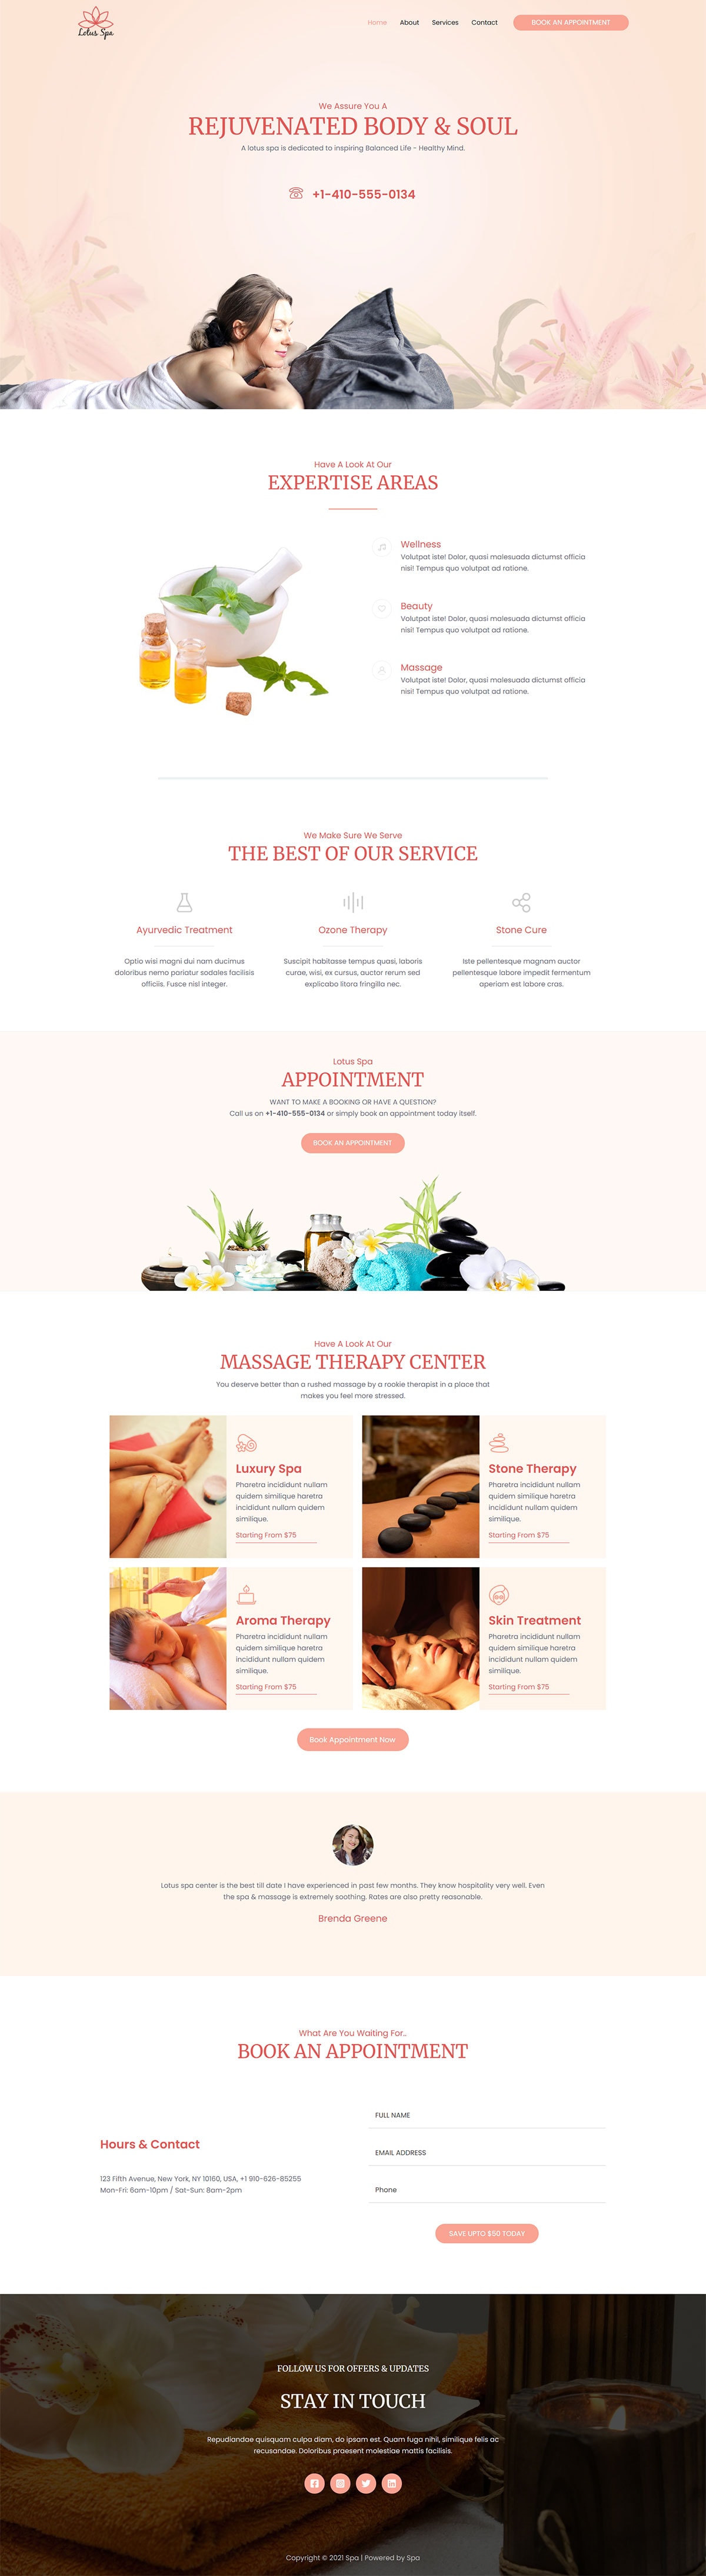 Lotus Spa
Home About Services Contact BOOK AN APPOINTMENT
We Assure You A
REJUVENATED BODY & SOUL
A lotus spa is dedicated to inspiring Balanced Life - Healthy Mind.
+1-410-555-0134
Have A Look At Our
EXPERTISE AREAS
Wellness
Volutpat iste! Dolor, quasi malesuada dictumst officia
nisi! Tempus quo volutpat ad ratione.
Beauty
Volutpat iste! Dolor, quasi malesuada dictumst officia
nisi! Tempus quo volutpat ad ratione.
Massage
Volutpat iste! Dolor, quasi malesuada dictumst officia
nisi! Tempus quo volutpat ad ratione.
We Make Sure We Serve
THE BEST OF OUR SERVICE
Ayurvedic Treatment
Optio wisi magni dui nam ducimus
doloribus nemo pariatur sodales facilisis
officiis. Fusce nisl integer.
Ozone Therapy
Suscipit habitasse tempus quasi, laboris
curae, wisi, ex cursus, auctor rerum sed
explicabo litora fringilla nec.
Stone Cure
Iste pellentesque magnam auctor
pellentesque labore impedit fermentum
aperiam est labore cras.
Lotus Spa
APPOINTMENT
WANT TO MAKE A BOOKING OR HAVE A QUESTION?
Call us on +1-410-555-0134 or simply book an appointment today itself.
BOOK AN APPOINTMENT
Have A Look At Our
MASSAGE THERAPY CENTER
You deserve better than a rushed massage by a rookie therapist in a place that
makes you feel more stressed.
Luxury Spa
Pharetra incididunt nullam
quidem similique haretra
incididunt nullam quidem
similique.
Starting From $75
Stone Therapy
Pharetra incididunt nullam
quidem similique haretra
incididunt nullam quidem
similique.
Starting From $75
Aroma Therapy
Pharetra incididunt nullam
quidem similique haretra
incididunt nullam quidem
similique.
Starting From $75
Skin Treatment
Pharetra incididunt nullam
quidem similique haretra
incididunt nullam quidem
similique.
Starting From $75
Book Appointment Now
Lotus spa center is the best till date I have experienced in past few months. They know hospitality very well. Even
the spa & massage is extremely soothing. Rates are also pretty reasonable.
Brenda Greene
What Are You Waiting For..
BOOK AN APPOINTMENT
Hours & Contact
123 Fifth Avenue, New York, NY 10160, USA, +1 910-626-85255
Mon-Fri: 6am-10pm / Sat-Sun: 8am-2pm
FULL NAME
EMAIL ADDRESS
Phone
SAVE UPTO $50 TODAY
FOLLOW US FOR OFFERS & UPDATES
STAY IN TOUCH
Repudiandae quisquam culpa diam, do ipsam est. Quam fuga nihil, similique felis ac
recusandae. Doloribus praesent molestiae mattis facilisis.
Copyright © 2021 Spa | Powered by Spa